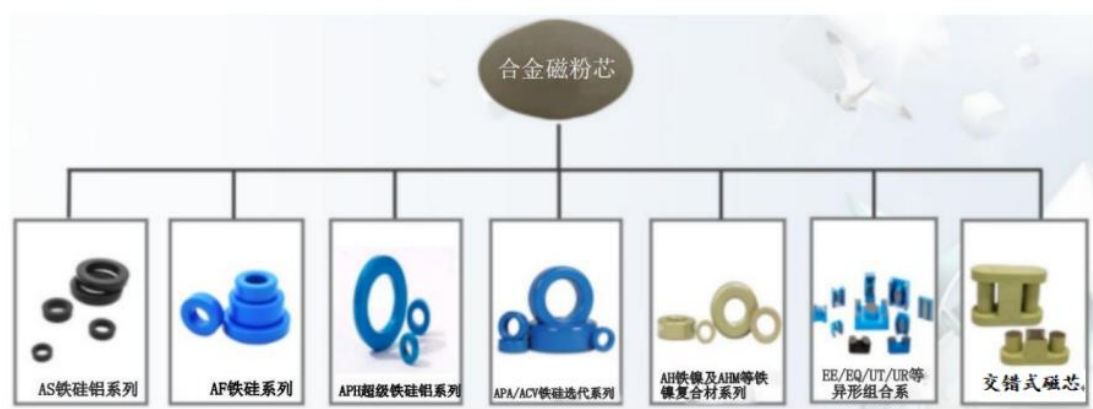 合金磁粉芯
AS铁硅铝系列
AF铁硅系列
APH超级铁硅铝系列
APA/ACV铁硅迭代系列
AH铁镍及AHM等铁
镍复合材系列
EE/EQ/UT/UR等
异形组合系
交错式磁芯